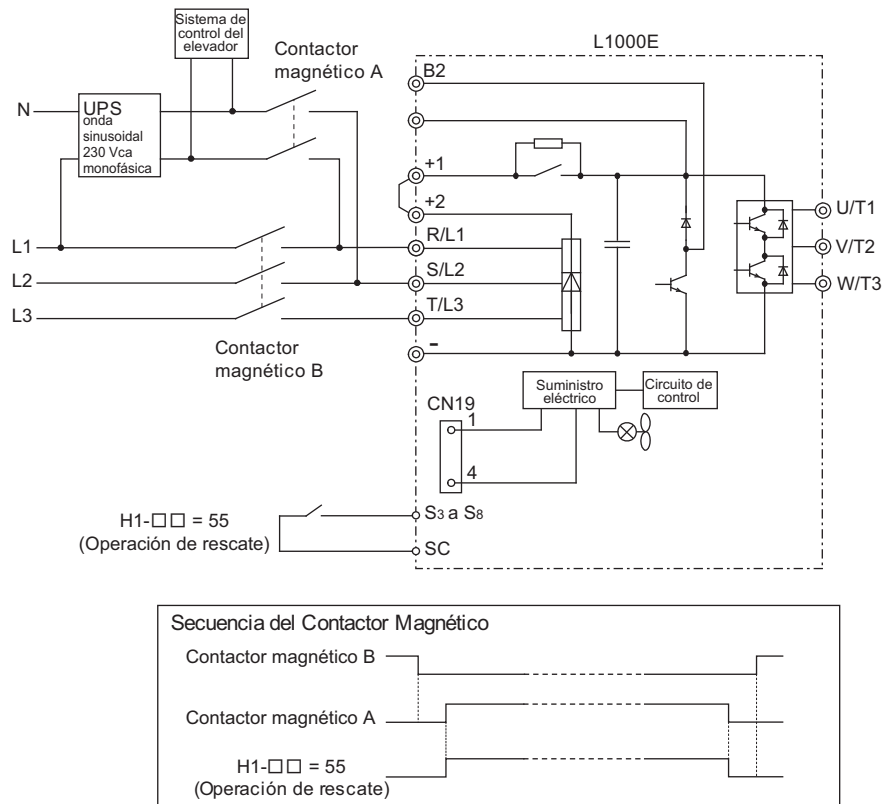 Sistema de
control del
elevador
Contactor
magnético A
L1000E
B2
N
UPS
onda
sinusoidal
230 Vca
monofásica
+1
+2
U/T1
R/L1
L1
V/T2
S/L2
L2
W/T3
T/L3
L3
-
Contactor
magnético B
Suministro
eléctrico
Circuito de
control
CN19
1
4
H1-□□ = 55
(Operación de rescate)
S3 a S8
SC
Secuencia del Contactor Magnético
Contactor magnético B
Contactor magnético A
H1-□□ = 55
(Operación de rescate)